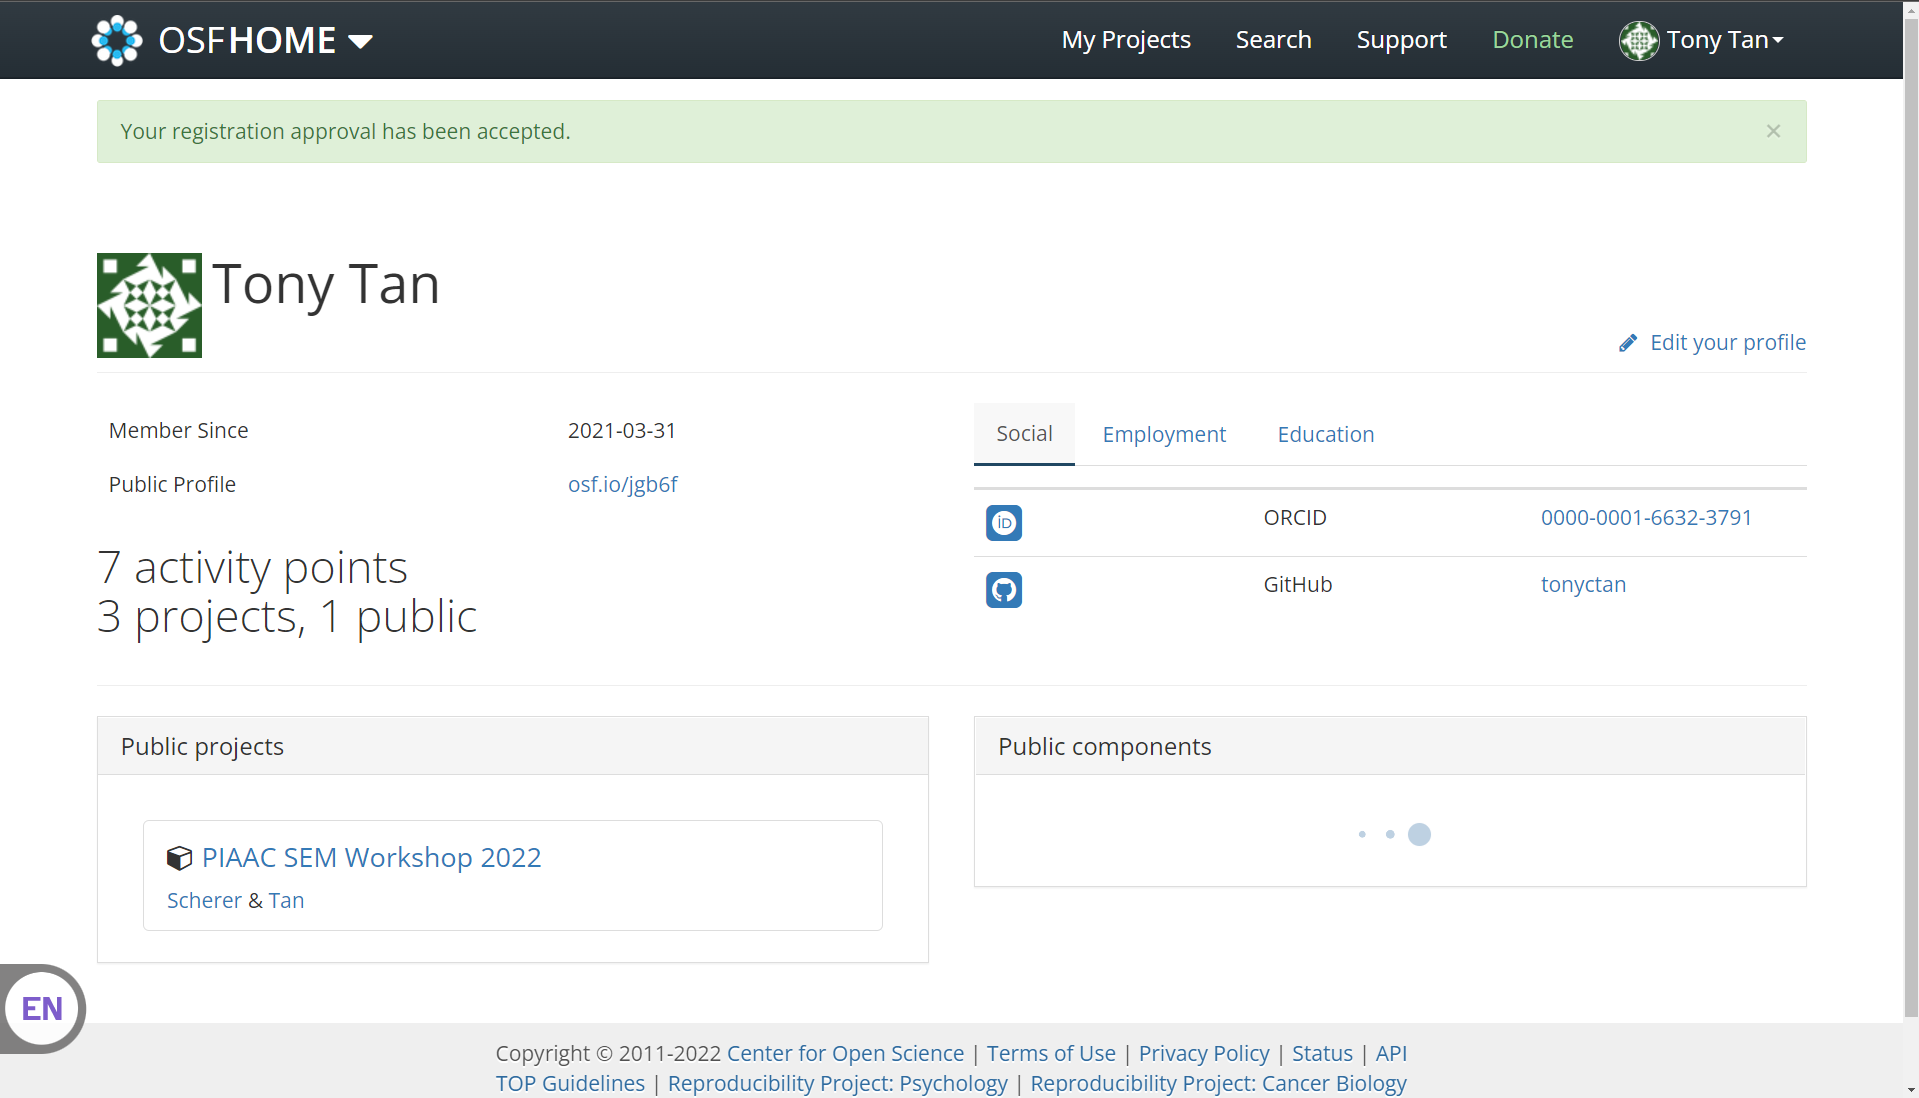 OSFHOME
My Projects Search Support Donate Tony Tan
Your registration approval has been accepted. ×
Tony Tan
Edit your profile
Member Since 2021-03-31
Public Profile osf.io/jgb6f
7 activity points
3 projects, 1 public
Social Employment Education
iD ORCID 0000-0001-6632-3791
GitHub tonyctan
Public projects
PIAAC SEM Workshop 2022
Scherer & Tan
Public components
EN
Copyright © 2011-2022 Center for Open Science | Terms of Use | Privacy Policy | Status | API
TOP Guidelines | Reproducibility Project: Psychology | Reproducibility Project: Cancer Biology